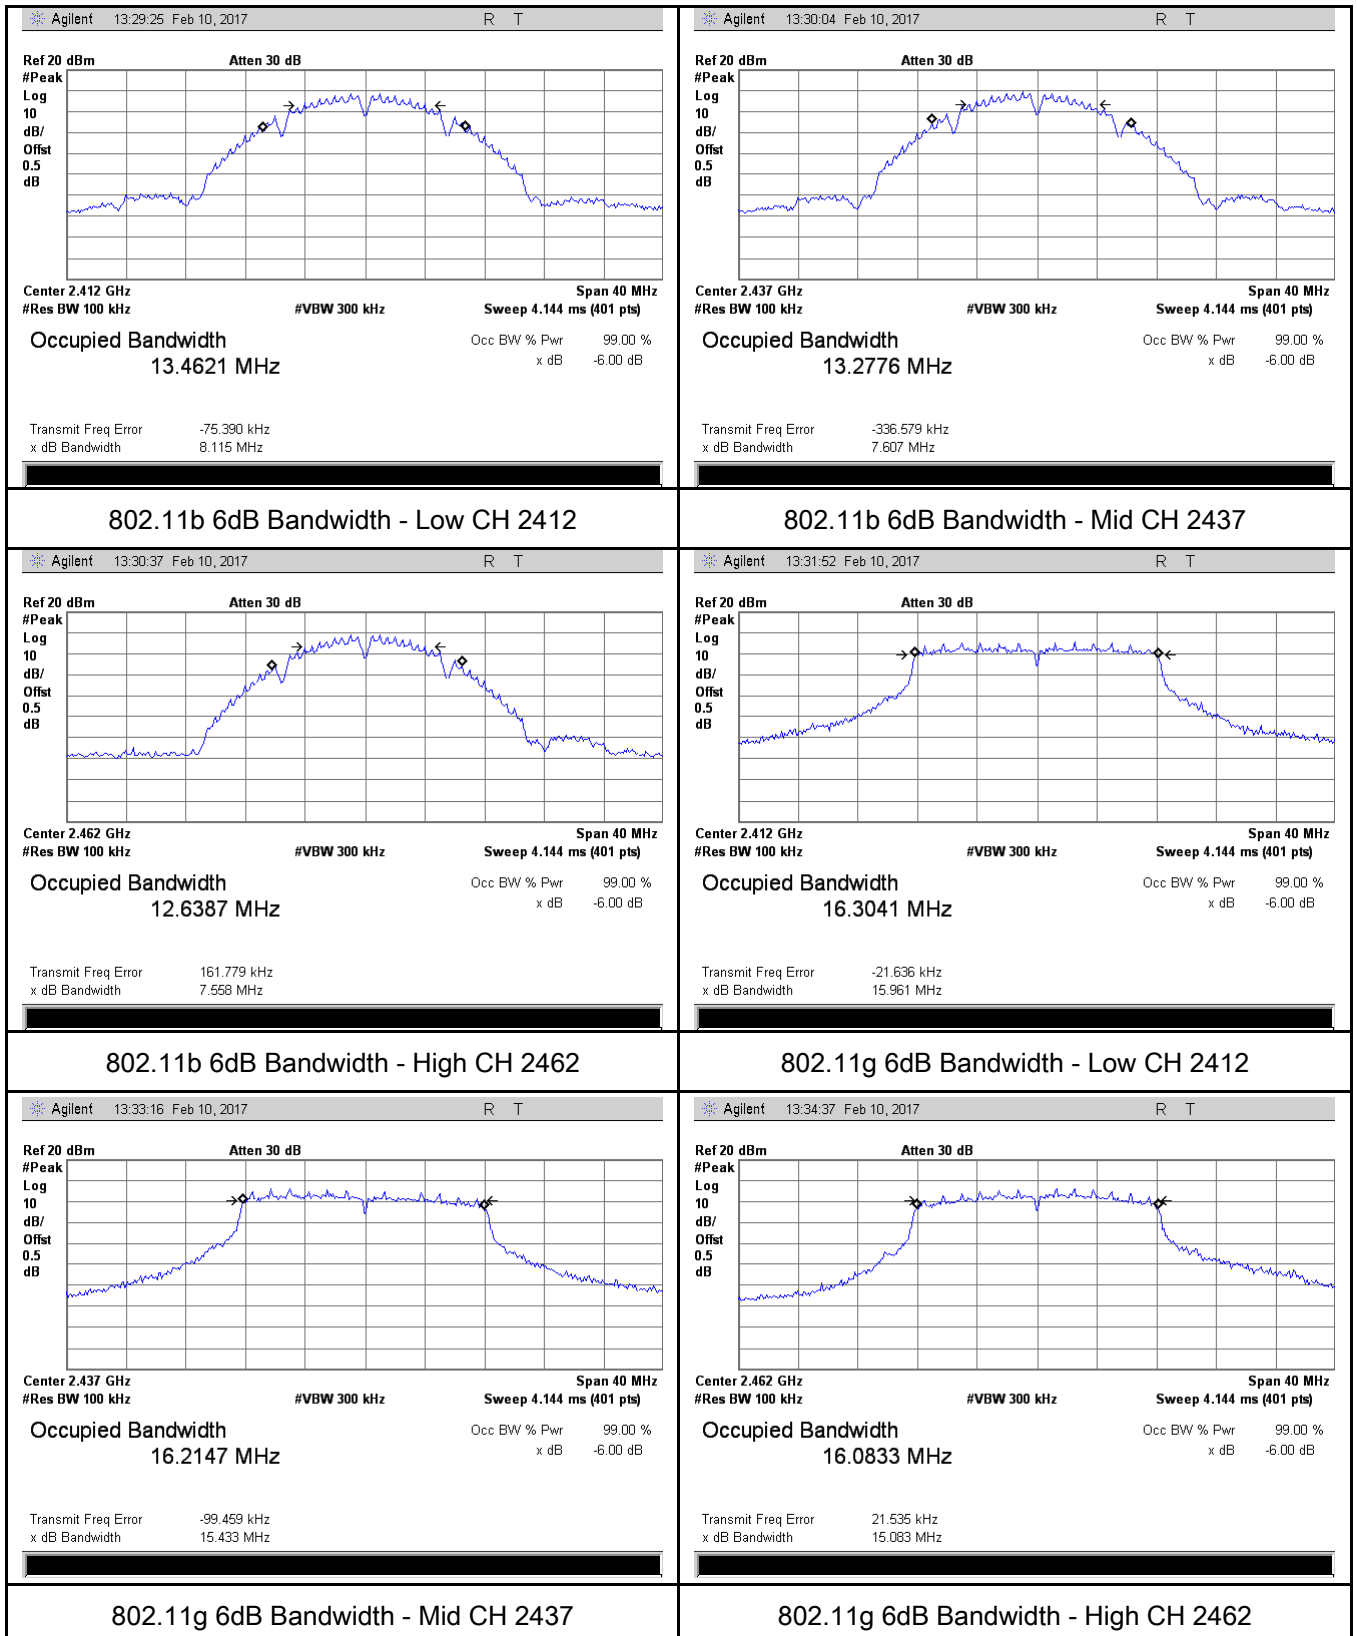 Agilent 13:29:25 Feb 10, 2017 R T
Ref 20 dBm Atten 30 dB
#Peak
Log
10
dB/
Offst
0.5
dB
Center 2.412 GHz Span 40 MHz
#Res BW 100 kHz #VBW 300 kHz Sweep 4.144 ms (401 pts)
Occupied Bandwidth Occ BW % Pwr 99.00 %
13.4621 MHz x dB -6.00 dB
Transmit Freq Error -75.390 kHz
x dB Bandwidth 8.115 MHz
802.11b 6dB Bandwidth - Low CH 2412
Agilent 13:30:04 Feb 10, 2017 R T
Ref 20 dBm Atten 30 dB
#Peak
Log
10
dB/
Offst
0.5
dB
Center 2.437 GHz Span 40 MHz
#Res BW 100 kHz #VBW 300 kHz Sweep 4.144 ms (401 pts)
Occupied Bandwidth Occ BW % Pwr 99.00 %
13.2776 MHz x dB -6.00 dB
Transmit Freq Error -336.579 kHz
x dB Bandwidth 7.607 MHz
802.11b 6dB Bandwidth - Mid CH 2437
Agilent 13:30:37 Feb 10, 2017 R T
Ref 20 dBm Atten 30 dB
#Peak
Log
10
dB/
Offst
0.5
dB
Center 2.462 GHz Span 40 MHz
#Res BW 100 kHz #VBW 300 kHz Sweep 4.144 ms (401 pts)
Occupied Bandwidth Occ BW % Pwr 99.00 %
12.6387 MHz x dB -6.00 dB
Transmit Freq Error 161.779 kHz
x dB Bandwidth 7.558 MHz
802.11b 6dB Bandwidth - High CH 2462
Agilent 13:31:52 Feb 10, 2017 R T
Ref 20 dBm Atten 30 dB
#Peak
Log
10
dB/
Offst
0.5
dB
Center 2.412 GHz Span 40 MHz
#Res BW 100 kHz #VBW 300 kHz Sweep 4.144 ms (401 pts)
Occupied Bandwidth Occ BW % Pwr 99.00 %
16.3041 MHz x dB -6.00 dB
Transmit Freq Error -21.636 kHz
x dB Bandwidth 15.961 MHz
802.11g 6dB Bandwidth - Low CH 2412
Agilent 13:33:16 Feb 10, 2017 R T
Ref 20 dBm Atten 30 dB
#Peak
Log
10
dB/
Offst
0.5
dB
Center 2.437 GHz Span 40 MHz
#Res BW 100 kHz #VBW 300 kHz Sweep 4.144 ms (401 pts)
Occupied Bandwidth Occ BW % Pwr 99.00 %
16.2147 MHz x dB -6.00 dB
Transmit Freq Error -99.459 kHz
x dB Bandwidth 15.433 MHz
802.11g 6dB Bandwidth - Mid CH 2437
Agilent 13:34:37 Feb 10, 2017 R T
Ref 20 dBm Atten 30 dB
#Peak
Log
10
dB/
Offst
0.5
dB
Center 2.462 GHz Span 40 MHz
#Res BW 100 kHz #VBW 300 kHz Sweep 4.144 ms (401 pts)
Occupied Bandwidth Occ BW % Pwr 99.00 %
16.0833 MHz x dB -6.00 dB
Transmit Freq Error 21.535 kHz
x dB Bandwidth 15.083 MHz
802.11g 6dB Bandwidth - High CH 2462